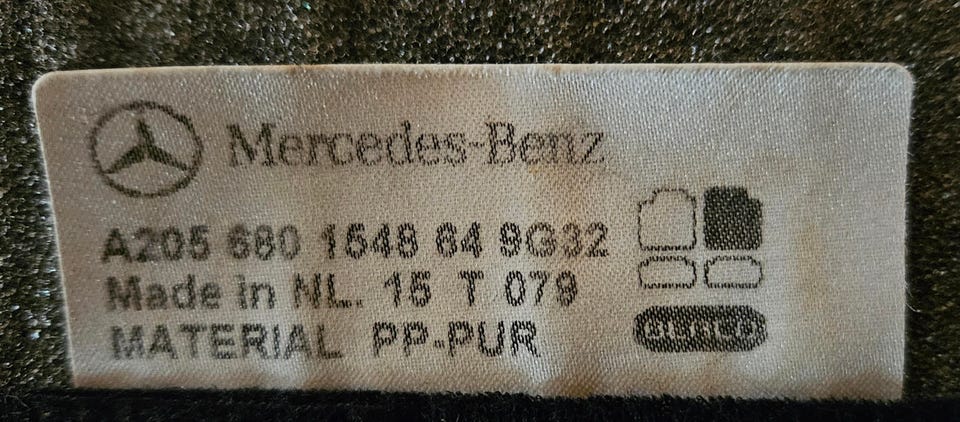 Mercedes-Benz
A205 680 1648 64 9G32
Made in NL. 15 T 079
MATERIAL PP-PUR